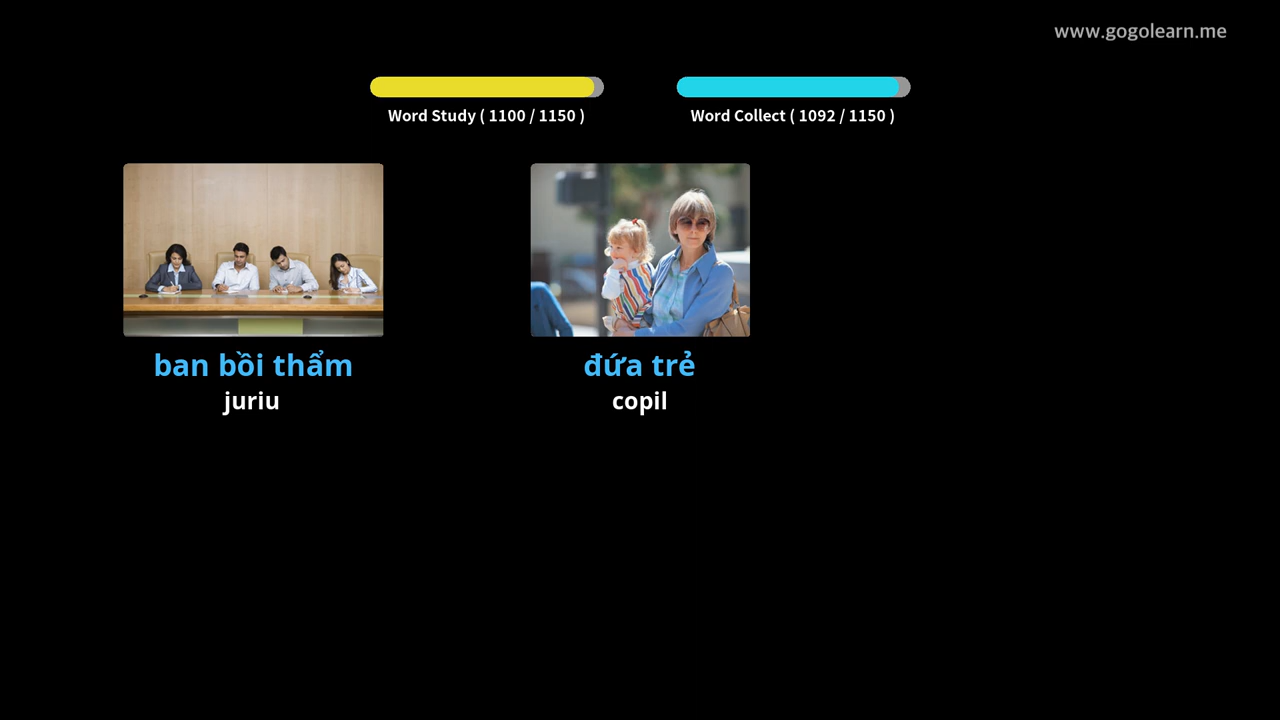 www.gogolearn.me
Word Study ( 1100 / 1150 )
Word Collect ( 1092 / 1150 )
ban bồi thẩm
juriu
đứa trẻ
copil